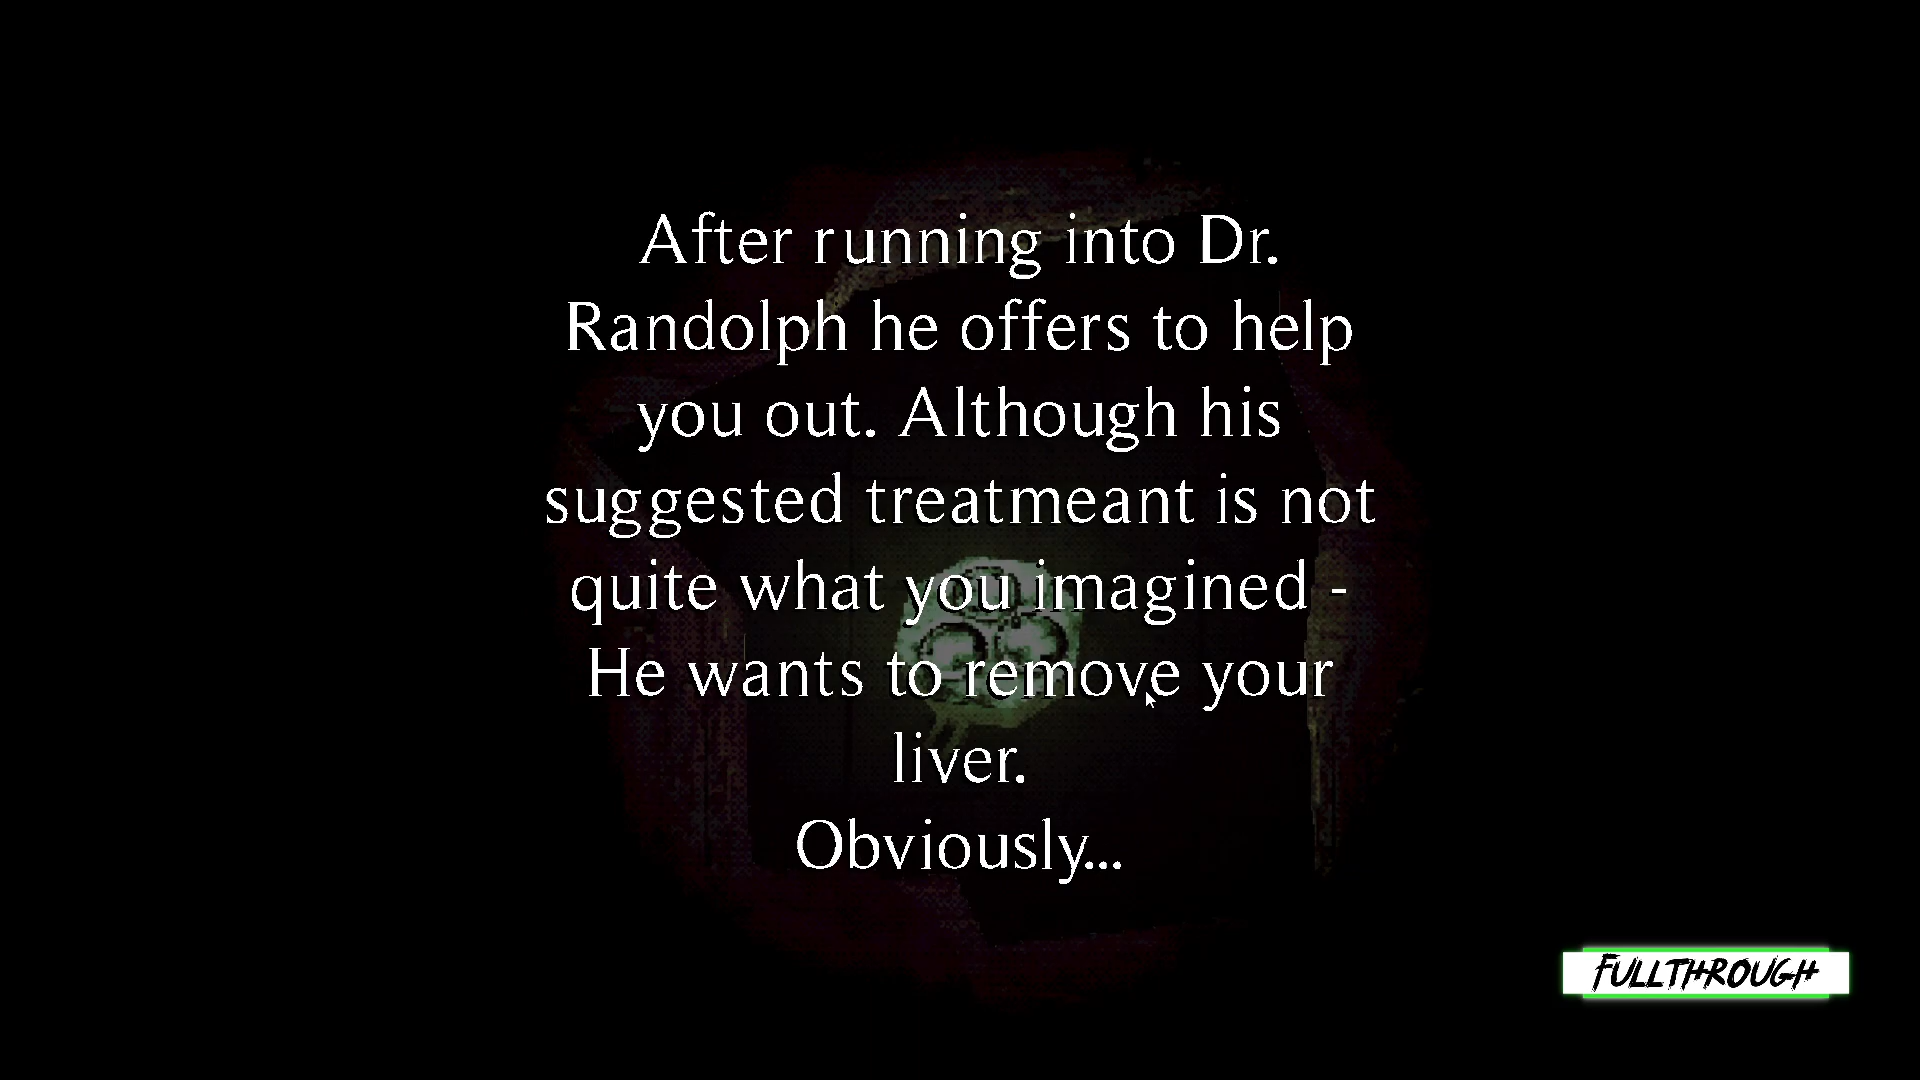 After running into Dr.
Randolph he offers to help
you out. Although his
suggested treatmeant is not
quite what you imagined -
He wants to remove your
liver.
Obviously...
FULLTHROUGH